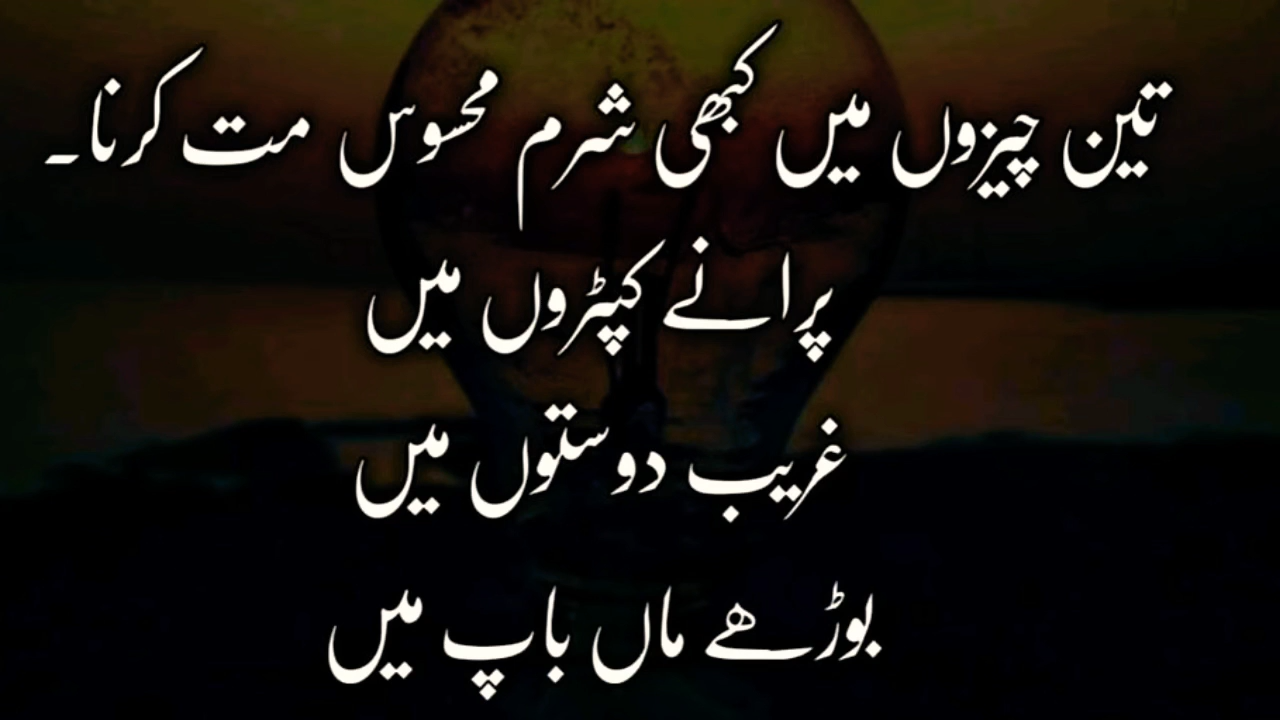 تین چیزوں میں کبھی شرم محسوس مت کرنا۔
پرانے کپڑوں میں
غریب دوستوں میں
بوڑھے ماں باپ میں